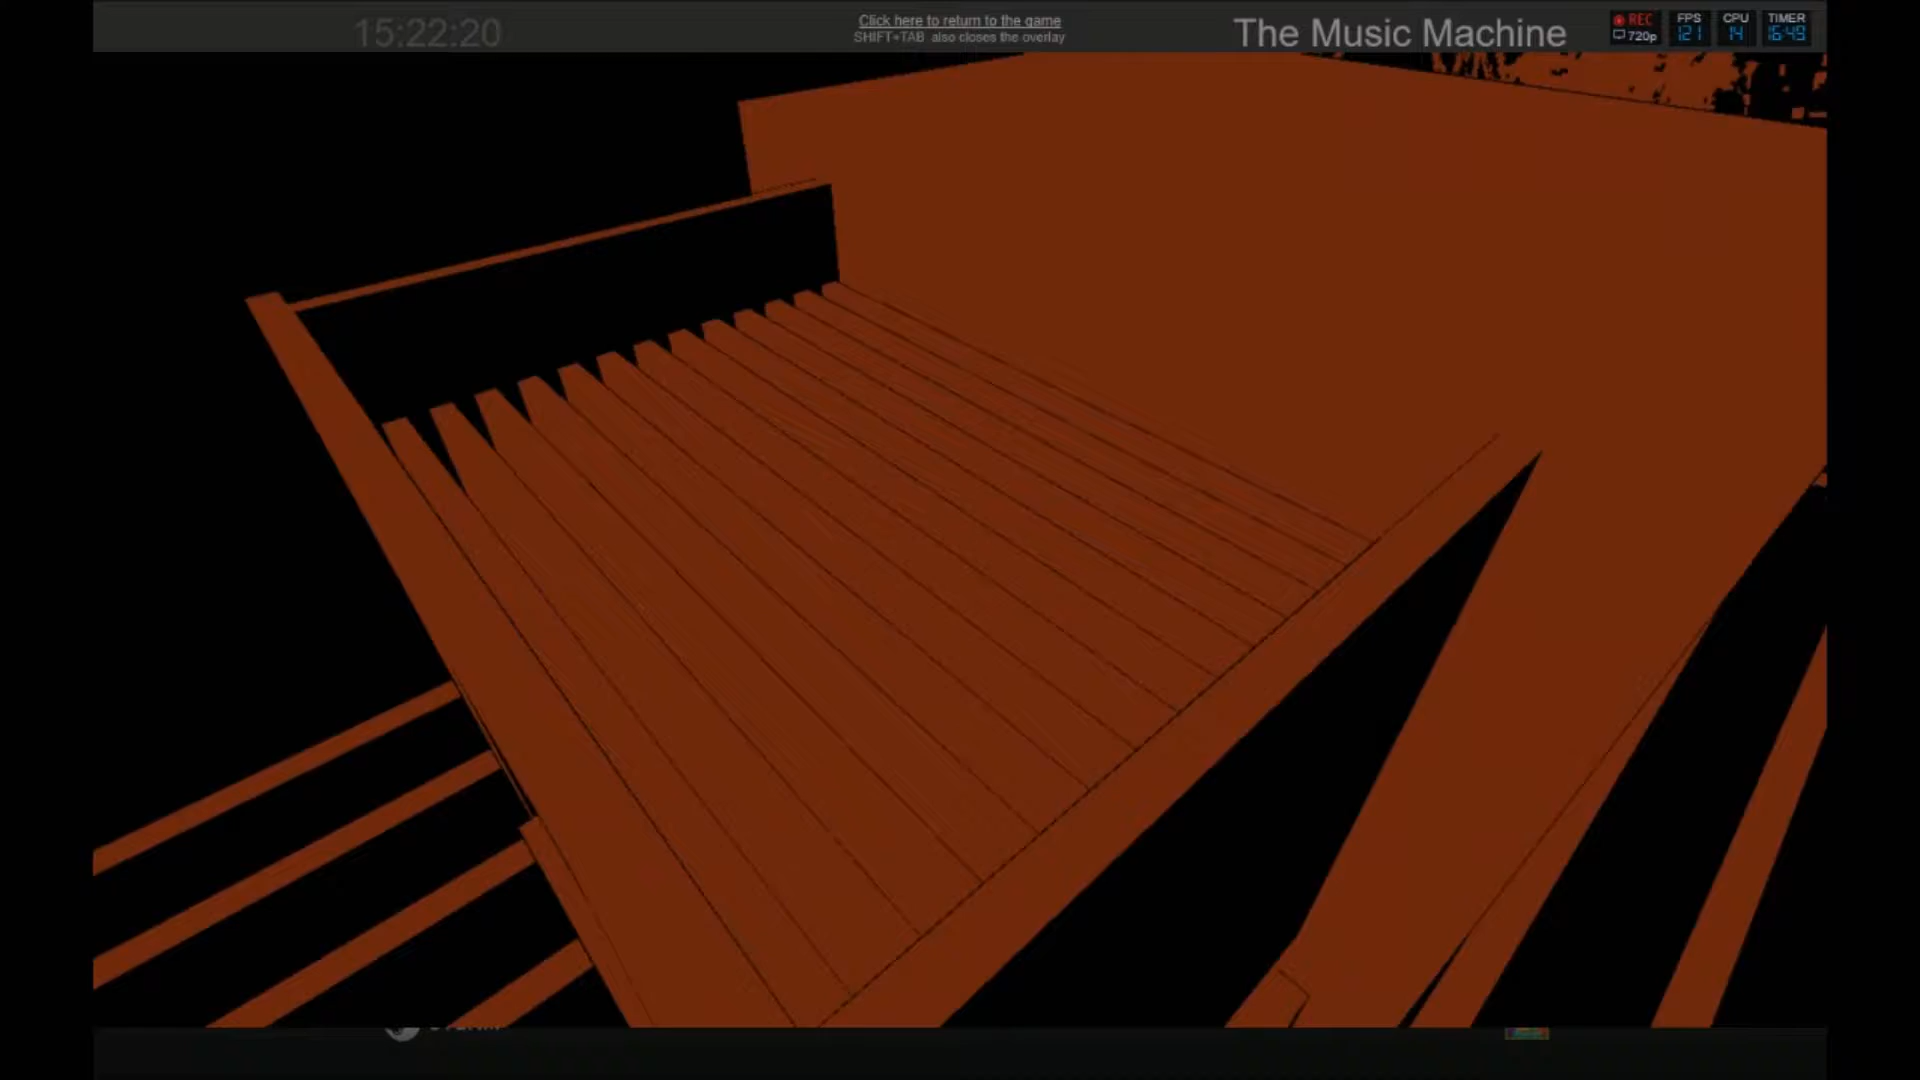 15:22:20
Click here to return to the game
SHIFT+TAB also closes the overlay
The Music Machine
REC
720p
FPS
121
CPU
14
TIMER
16:49